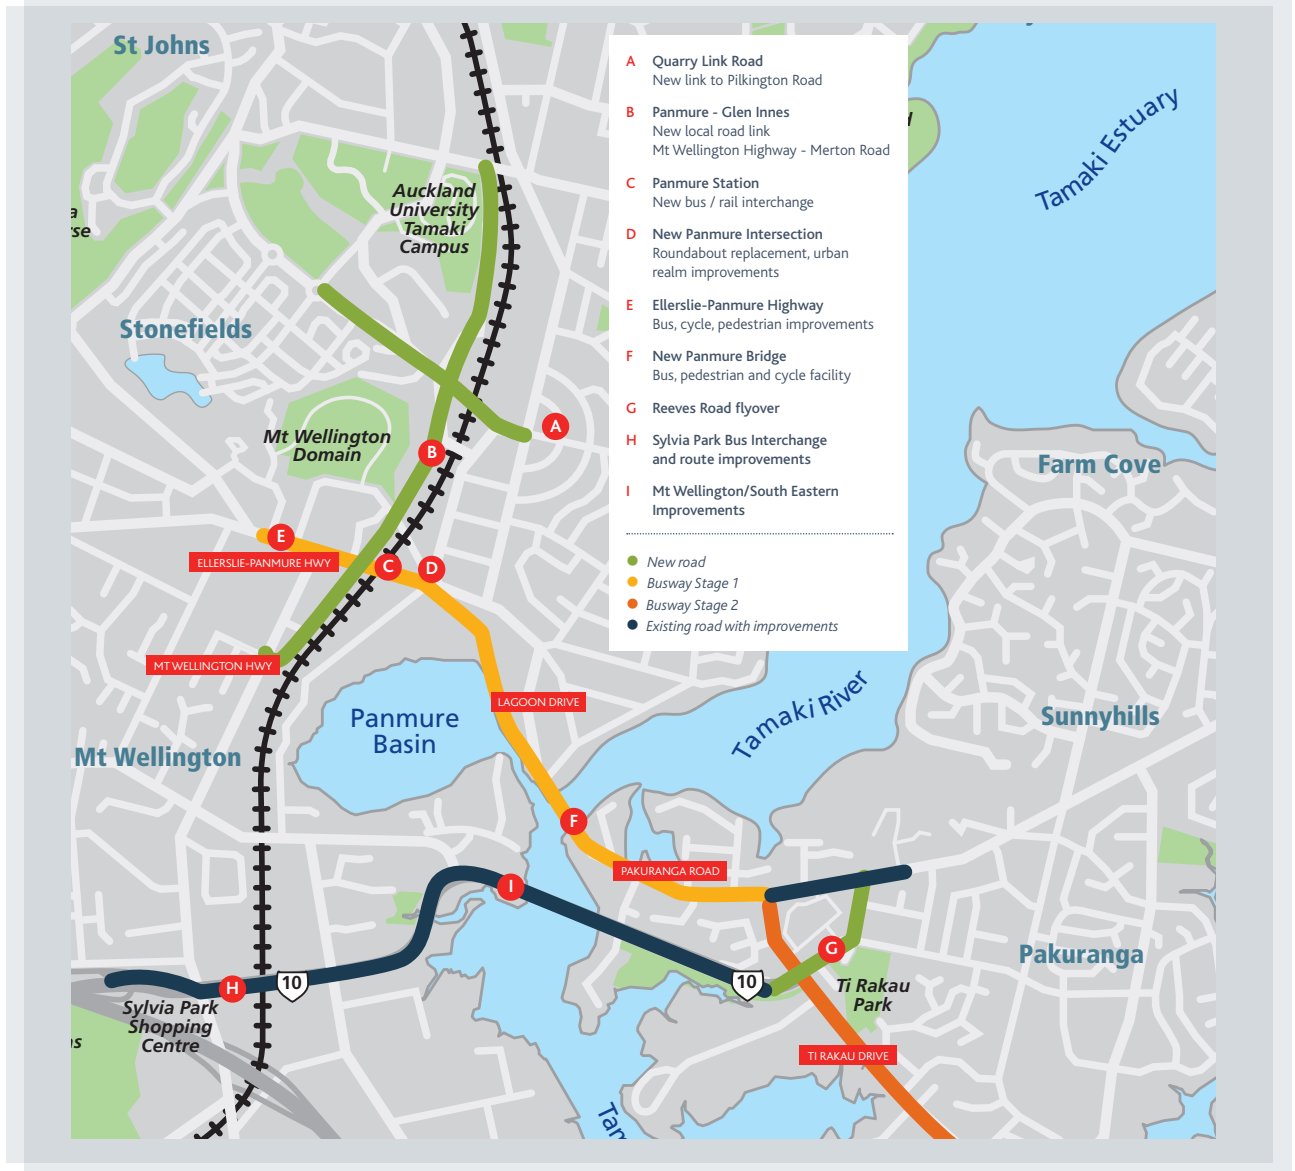 St Johns
Auckland
University
Tamaki
Campus
Stonefields
Mt Wellington
Domain
A
B
E
ELLERSLIE-PANMURE HWY
C
D
MT WELLINGTON HWY
LAGOON DRIVE
Panmure
Basin
Mt Wellington
F
PAKURANGA ROAD
I
H
10
Sylvia Park
Shopping
Centre
10
G
Ti Rakau
Park
TI RAKAU DRIVE
Pakuranga
Sunnyhills
Farm Cove
Tamaki Estuary
Tamaki River
Tam
A Quarry Link Road
New link to Pilkington Road
B Panmure - Glen Innes
New local road link
Mt Wellington Highway - Merton Road
C Panmure Station
New bus / rail interchange
D New Panmure Intersection
Roundabout replacement, urban
realm improvements
E Ellerslie-Panmure Highway
Bus, cycle, pedestrian improvements
F New Panmure Bridge
Bus, pedestrian and cycle facility
G Reeves Road flyover
H Sylvia Park Bus Interchange
and route improvements
I Mt Wellington/South Eastern
Improvements
New road
Busway Stage 1
Busway Stage 2
Existing road with improvements